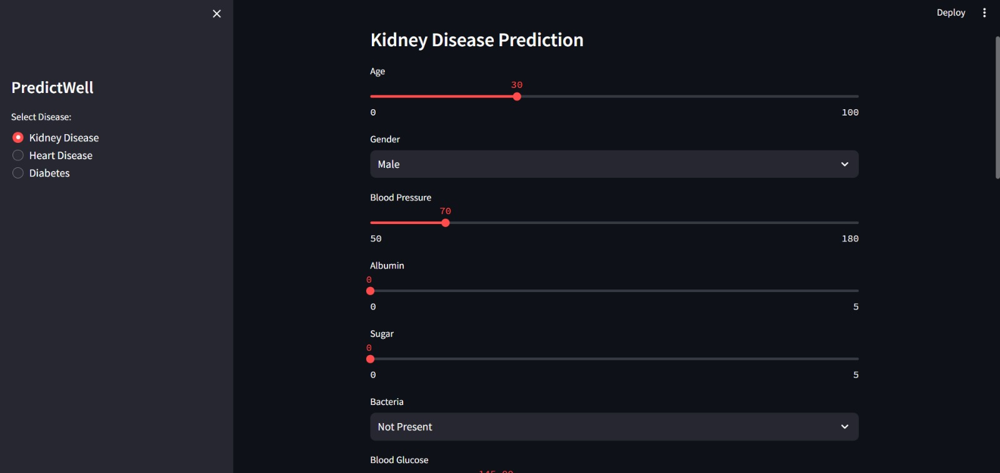 Deploy
PredictWell
Select Disease:
Kidney Disease
Heart Disease
Diabetes
Kidney Disease Prediction
Age
30
0 100
Gender
Male
Blood Pressure
70
50 180
Albumin
0
0 5
Sugar
0
0 5
Bacteria
Not Present
Blood Glucose